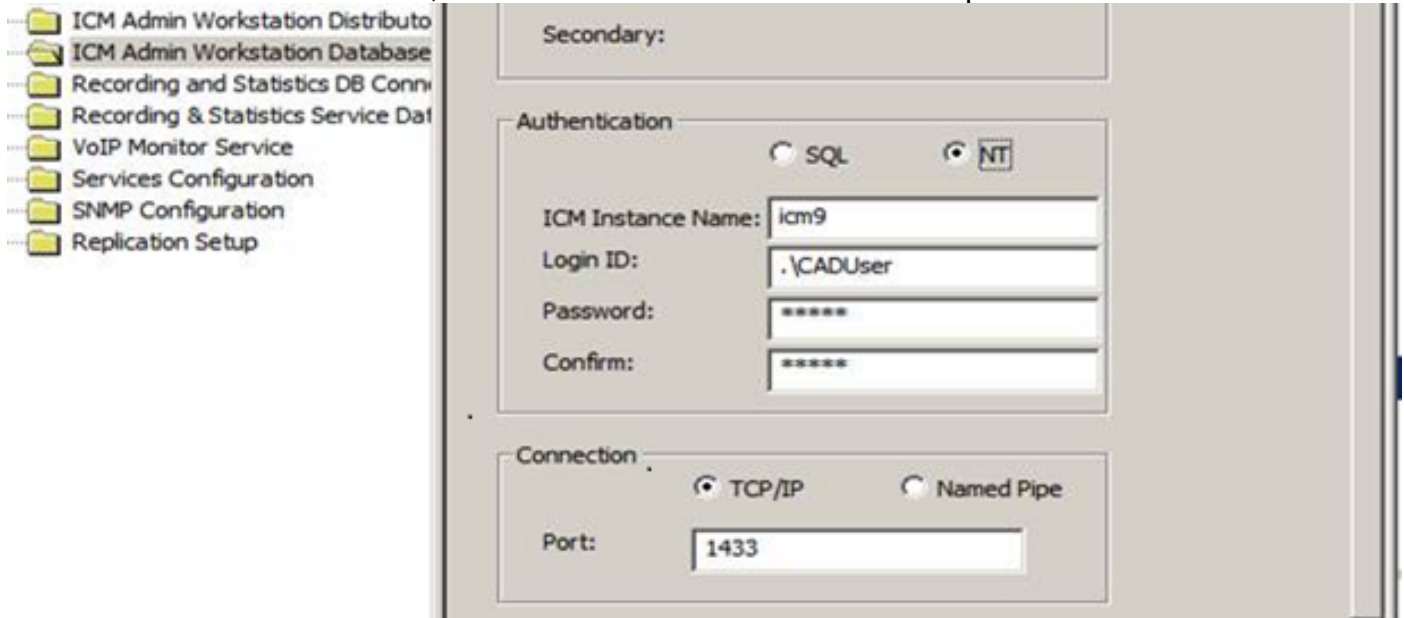 ICM Admin Workstation Distributo
ICM Admin Workstation Database
Recording and Statistics DB Conn
Recording & Statistics Service Dat
VoIP Monitor Service
Services Configuration
SNMP Configuration
Replication Setup
Secondary:
Authentication
SQL NT
ICM Instance Name: icm9
Login ID: .\CADUser
Password: *****
Confirm: *****
Connection
TCP/IP Named Pipe
Port: 1433